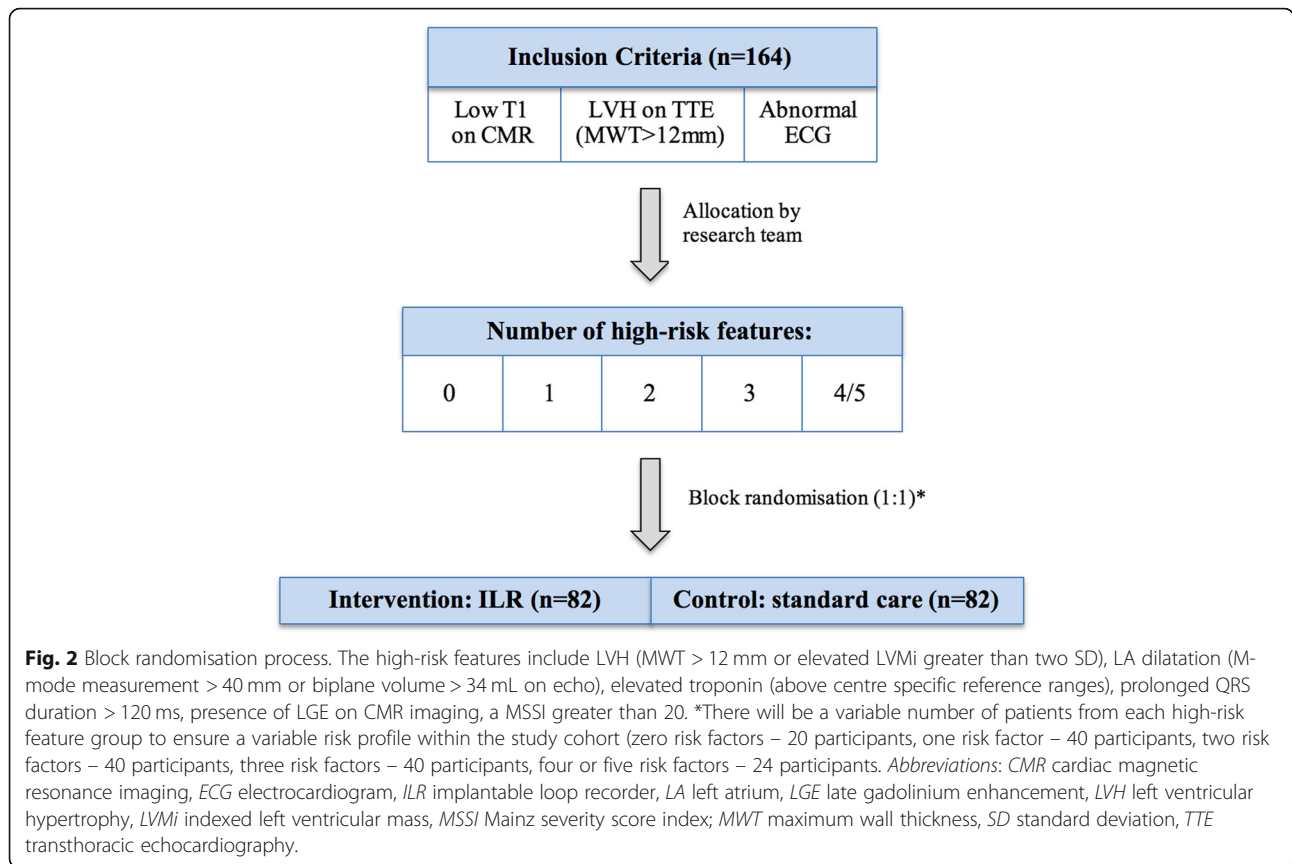 Inclusion Criteria (n=164)
Low T1
on CMR
LVH on TTE
(MWT>12mm)
Abnormal
ECG
Allocation by
research team
Number of high-risk features:
0 1 2 3 4/5
Block randomisation (1:1)*
Intervention: ILR (n=82) Control: standard care (n=82)
Fig. 2 Block randomisation process. The high-risk features include LVH (MWT > 12 mm or elevated LVMi greater than two SD), LA dilatation (M-
mode measurement > 40 mm or biplane volume > 34 mL on echo), elevated troponin (above centre specific reference ranges), prolonged QRS
duration > 120 ms, presence of LGE on CMR imaging, a MSSI greater than 20. *There will be a variable number of patients from each high-risk
feature group to ensure a variable risk profile within the study cohort (zero risk factors – 20 participants, one risk factor – 40 participants, two risk
factors – 40 participants, three risk factors – 40 participants, four or five risk factors – 24 participants. Abbreviations: CMR cardiac magnetic
resonance imaging, ECG electrocardiogram, ILR implantable loop recorder, LA left atrium, LGE late gadolinium enhancement, LVH left ventricular
hypertrophy, LVMi indexed left ventricular mass, MSSI Mainz severity score index; MWT maximum wall thickness, SD standard deviation, TTE
transthoracic echocardiography.